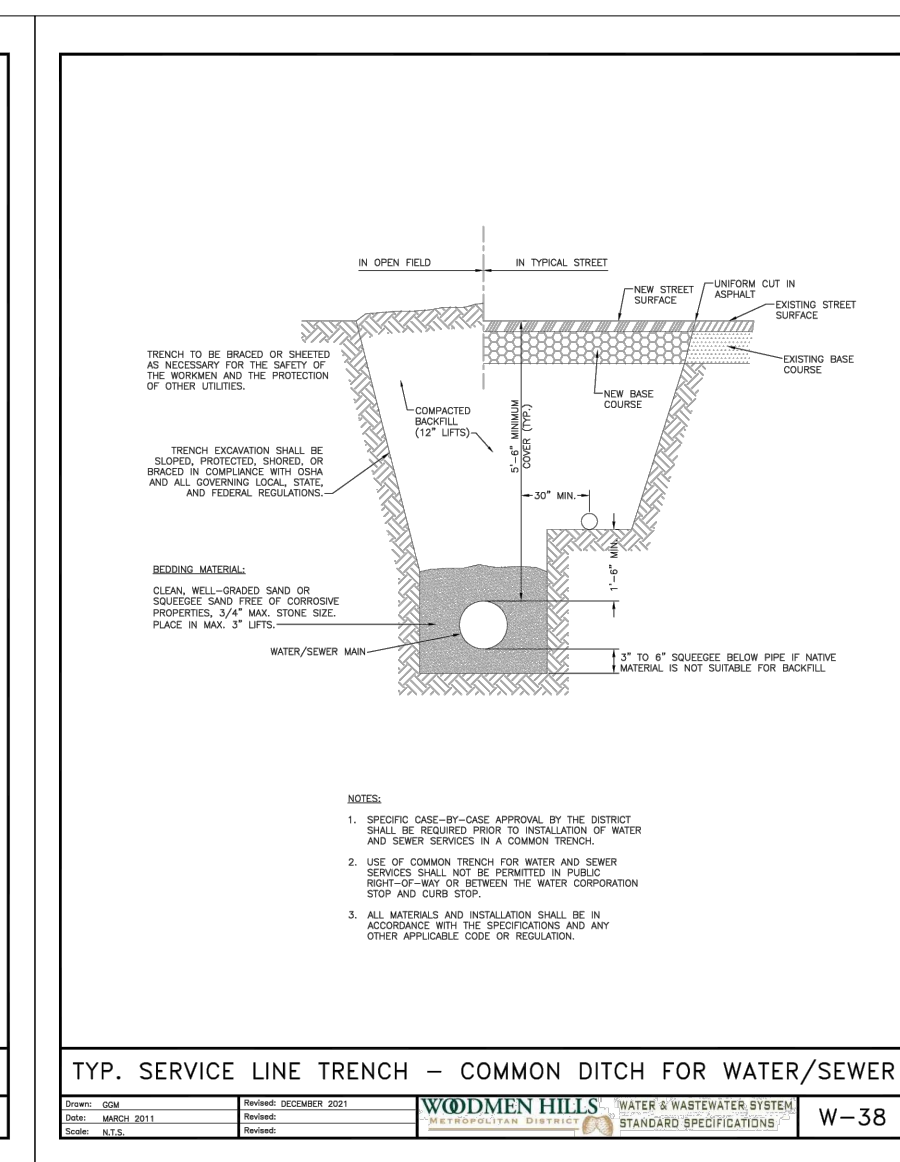 IN OPEN FIELD
IN TYPICAL STREET
NEW STREET
SURFACE
UNIFORM CUT IN
ASPHALT
EXISTING STREET
SURFACE
TRENCH TO BE BRACED OR SHEETED
AS NECESSARY FOR THE SAFETY OF
THE WORKMEN AND THE PROTECTION
OF OTHER UTILITIES.
EXISTING BASE
COURSE
NEW BASE
COURSE
COMPACTED
BACKFILL
(12" LIFTS)
5'-6" MINIMUM
COVER (TYP.)
TRENCH EXCAVATION SHALL BE
SLOPED, PROTECTED, SHORED, OR
BRACED IN COMPLIANCE WITH OSHA
AND ALL GOVERNING LOCAL, STATE,
AND FEDERAL REGULATIONS.
30" MIN.
1'-6" MIN.
BEDDING MATERIAL:
CLEAN, WELL-GRADED SAND OR
SQUEEGEE SAND FREE OF CORROSIVE
PROPERTIES, 3/4" MAX. STONE SIZE.
PLACE IN MAX. 3" LIFTS.
WATER/SEWER MAIN
3" TO 6" SQUEEGEE BELOW PIPE IF NATIVE
MATERIAL IS NOT SUITABLE FOR BACKFILL
NOTES:
1. SPECIFIC CASE-BY-CASE APPROVAL BY THE DISTRICT
SHALL BE REQUIRED PRIOR TO INSTALLATION OF WATER
AND SEWER SERVICES IN A COMMON TRENCH.
2. USE OF COMMON TRENCH FOR WATER AND SEWER
SERVICES SHALL NOT BE PERMITTED IN PUBLIC
RIGHT-OF-WAY OR BETWEEN THE WATER CORPORATION
STOP AND CURB STOP.
3. ALL MATERIALS AND INSTALLATION SHALL BE IN
ACCORDANCE WITH THE SPECIFICATIONS AND ANY
OTHER APPLICABLE CODE OR REGULATION.
TYP. SERVICE LINE TRENCH - COMMON DITCH FOR WATER/SEWER
Drawn: GGM
Date: MARCH 2011
Scale: N.T.S.
Revised: DECEMBER 2021
Revised:
Revised:
WOODMEN HILLS
METROPOLITAN DISTRICT
WATER & WASTEWATER SYSTEM
STANDARD SPECIFICATIONS
W-38